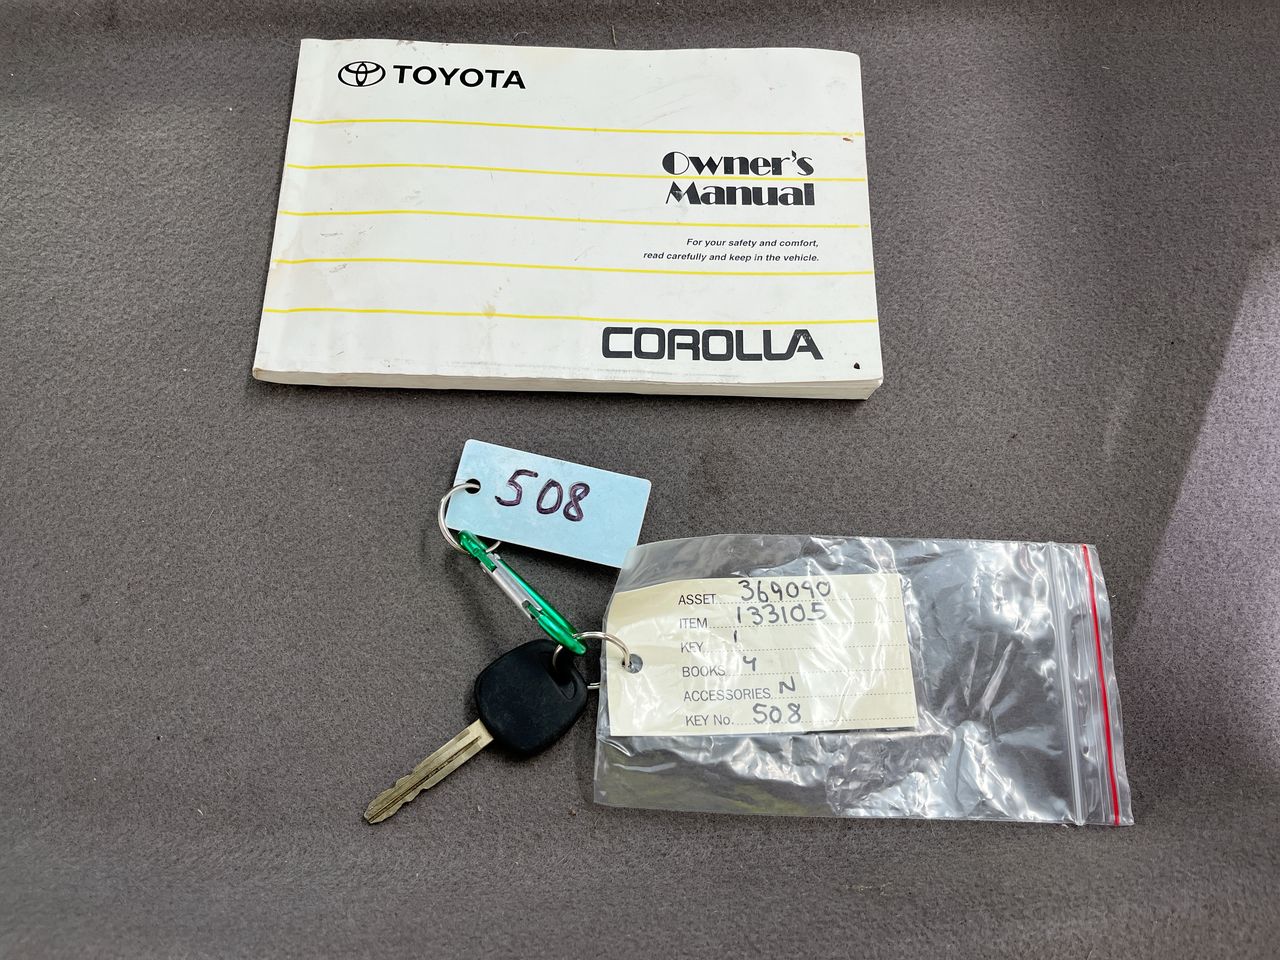 TOYOTA
Owner's
Manual
For your safety and comfort,
read carefully and keep in the vehicle.
COROLLA
508
ASSET 369090
ITEM 133105
KEY 1
BOOKS 4
ACCESSORIES N
KEY No. 508